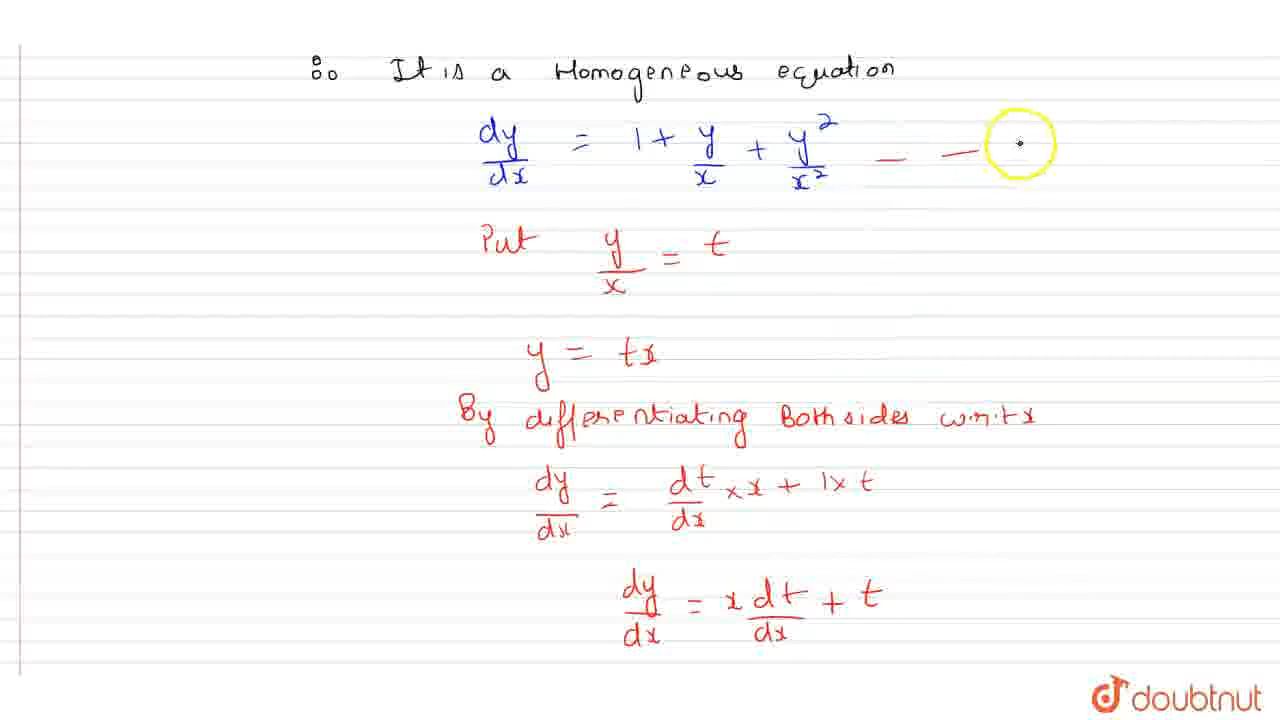 ∴ It is a Homogeneous equation
dy/dx = 1 + y/x + y²/x² — —
Put y/x = t
y = tx
By differentiating Both sides w.r.t x
dy/dx = dt/dx × x + 1 × t
dy/dx = x dt/dx + t
doubtnut